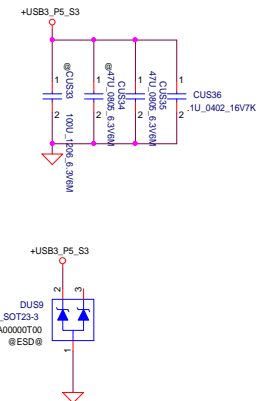 +USB3_P5_S3
1
1
1
1
@CUS33
100U_1206_6.3V6M
@CUS34
47U_0805_6.3V6M
CUS35
47U_0805_6.3V6M
CUS36
.1U_0402_16V7K
2
2
2
2
+USB3_P5_S3
2
3
DUS9
_SOT23-3
A00000T00
@ESD@
1